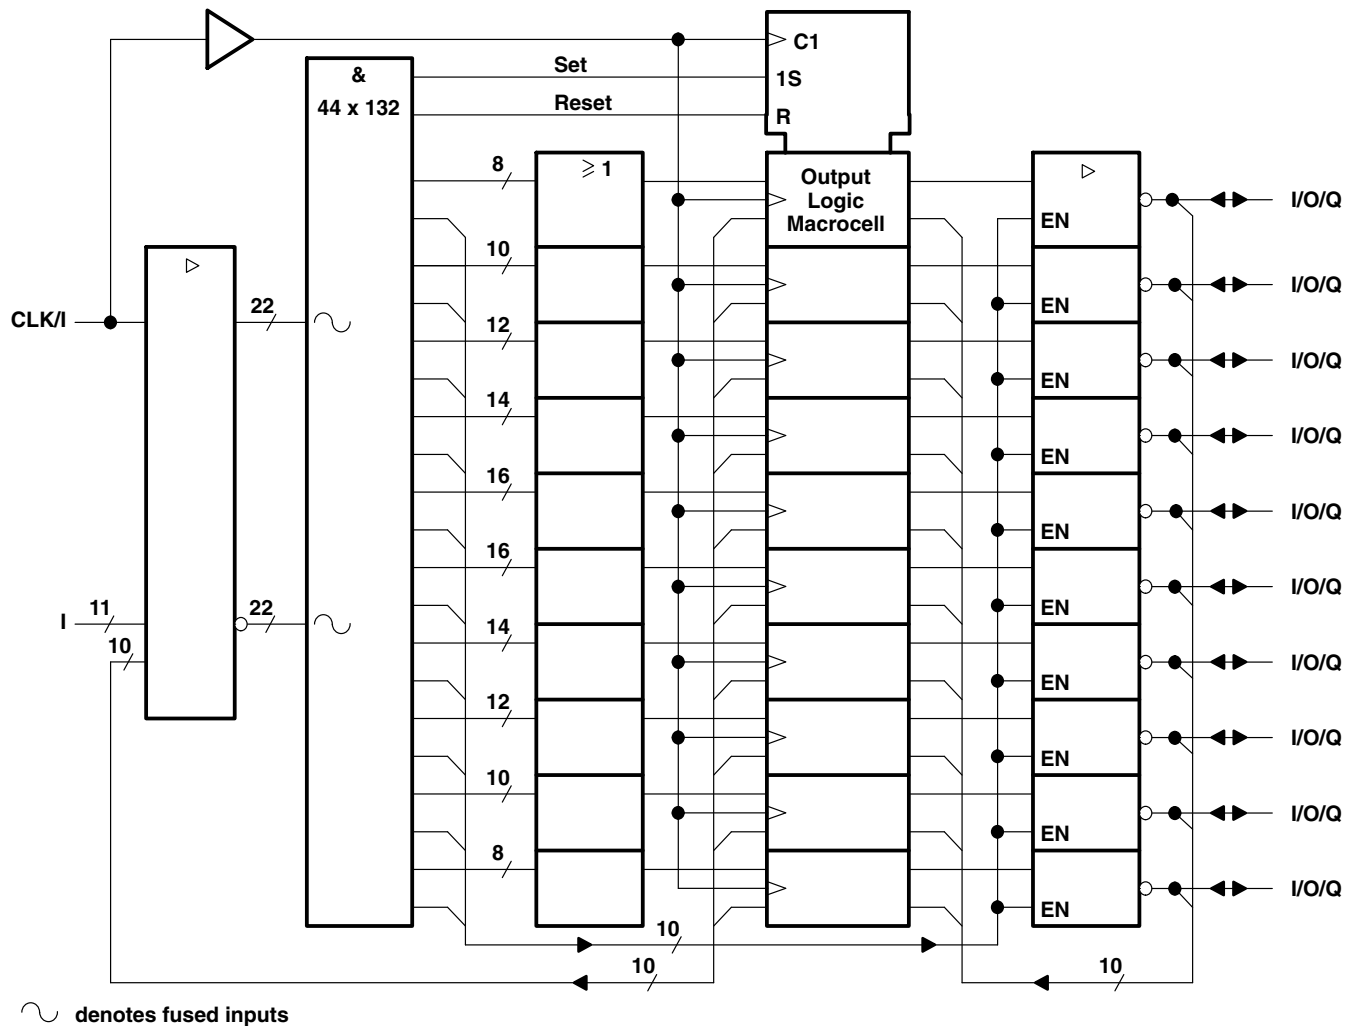 C1
&
Set
1S
44 x 132
Reset
R
8
≥ 1
Output
Logic
Macrocell
I/O/Q
EN
10
I/O/Q
EN
CLK/I
22
12
I/O/Q
EN
14
I/O/Q
EN
16
I/O/Q
EN
16
I/O/Q
EN
I
11
22
10
14
I/O/Q
EN
12
I/O/Q
EN
10
I/O/Q
EN
8
I/O/Q
EN
10
10
10
denotes fused inputs